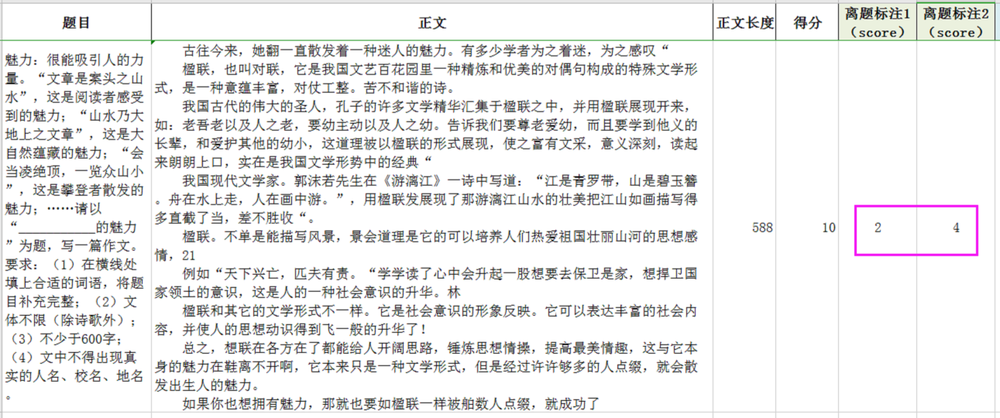 题目
正文
正文长度
得分
离题标注1
（score）
离题标注2
（score）
魅力：很能吸引人的力
量。“文章是案头之山
水”，这是阅读者感受
到的魅力；“山水乃大
地上之文章”，这是大
自然蕴藏的魅力；“会
当凌绝顶，一览众山小
”，这是攀登者散发的
魅力；……请以
“___________的魅力
”为题，写一篇作文。
要求：（1）在横线处
填上合适的词语，将题
目补充完整；（2）文
体不限（除诗歌外）；
（3）不少于600字；
（4）文中不得出现真
实的人名、校名、地名
。
古往今来，她翻一直散发着一种迷人的魅力。有多少学者为之着迷，为之感叹“
楹联，也叫对联，它是我国文艺百花园里一种精炼和优美的对偶句构成的特殊文学形
式，是一种意蕴丰富，对仗工整。苦不和谐的诗。
我国古代的伟大的圣人，孔子的许多文学精华汇集于楹联之中，并用楹联展现开来，
如：老吾老以及人之老，要幼主动以及人之幼。告诉我们要尊老爱幼，而且要学到他义的
长辈，和爱护其他的幼小，这道理被以楹联的形式展现，使之富有文采，意义深刻，读起
来朗朗上口，实在是我国文学形势中的经典“
我国现代文学家。郭沫若先生在《游漓江》一诗中写道：“江是青罗带，山是碧玉簪
。舟在水上走，人在画中游。”，用楹联发展现了那游漓江山水的壮美把江山如画描写得
多直截了当，差不胜收“。
楹联。不单是能描写风景，景会道理是它的可以培养人们热爱祖国壮丽山河的思想感
情，21
例如“天下兴亡，匹夫有责。“学学读了心中会升起一股想要去保卫是家，想捍卫国
家领土的意识，这是人的一种社会意识的升华。林
楹联和其它的文学形式不一样。它是社会意识的形象反映。它可以表达丰富的社会内
容，并使人的思想动识得到飞一般的升华了！
总之，想联在各方在了都能给人开阔思路，锤炼思想情操，提高最美情趣，这与它本
身的魅力在鞋离不开啊，它本来只是一种文学形式，但是经过许许够多的人点缀，就会散
发出生人的魅力。
如果你也想拥有魅力，那就也要如楹联一样被舶数人点缀，就成功了
588
10
2
4